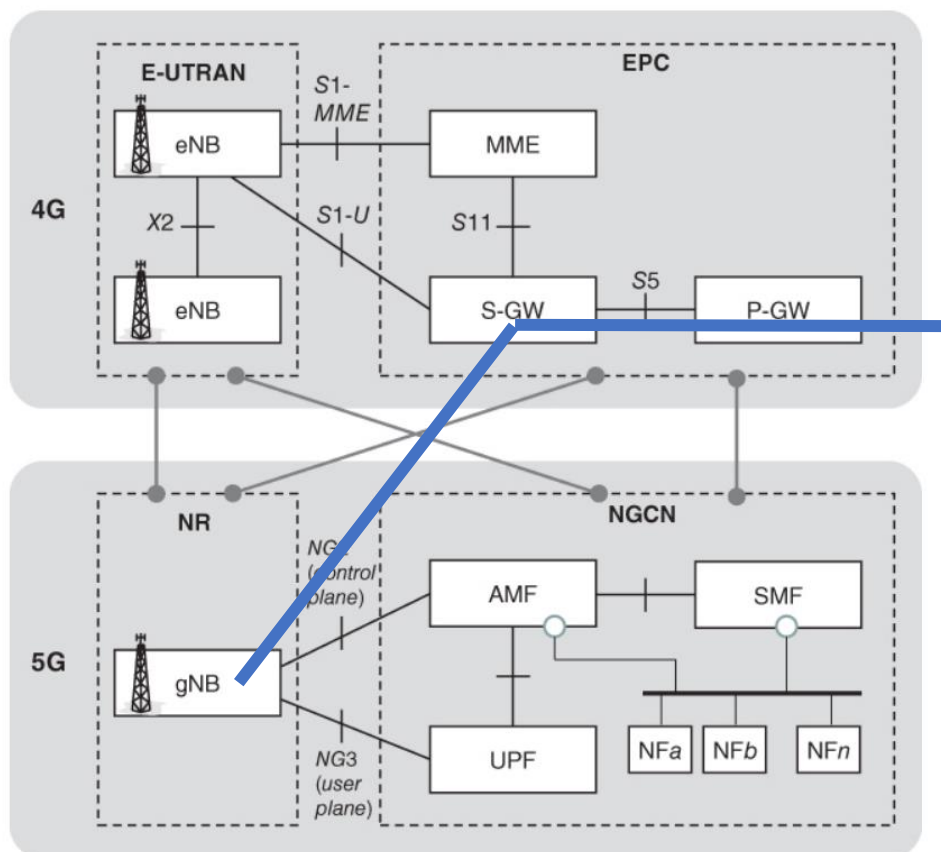 4G
E-UTRAN
eNB
X2
eNB
S1-
MME
S1-U
EPC
MME
S11
S-GW
S5
P-GW
5G
NR
gNB
(control
plane)
NG3
(user
plane)
NGCN
AMF
SMF
UPF
NFa
NFb
NFn